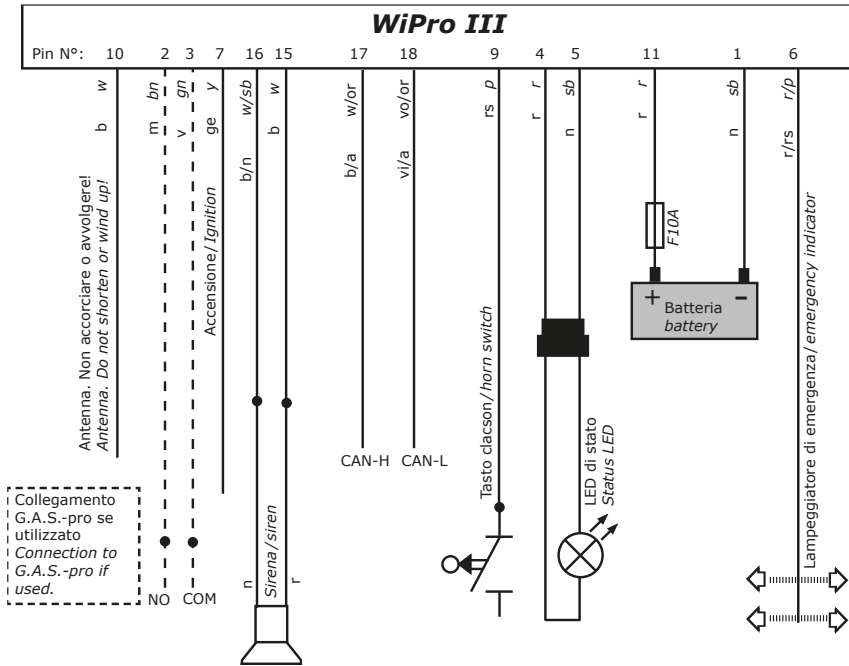 WiPro III
Pin N°: 10 2 3 7 16 15 17 18 9 4 5 11 1 6
w bn gn y w/sb w w/or vo/or p r sb r sb r/p
b m v ge b/n b b/a vi/a rs r n r n r/rs
Antenna. Non accorciare o avvolgere!
Antenna. Do not shorten or wind up!
Accensione/Ignition
F10A
+ Batteria -
battery
CAN-H CAN-L
Tasto clacson/horn switch
LED di stato
Status LED
Lampeggiatore di emergenza/emergency indicator
Collegamento
G.A.S.-pro se
utilizzato
Connection to
G.A.S.-pro if
used.
NO COM
n Sirena/siren r